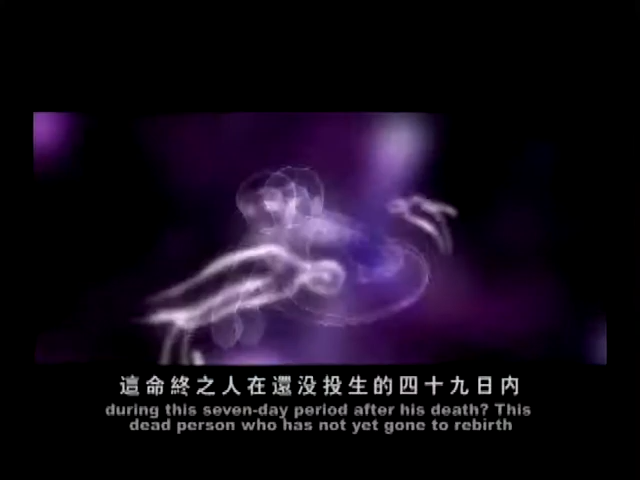 這命終之人在還没投生的四十九日内
during this seven-day period after his death? This
dead person who has not yet gone to rebirth